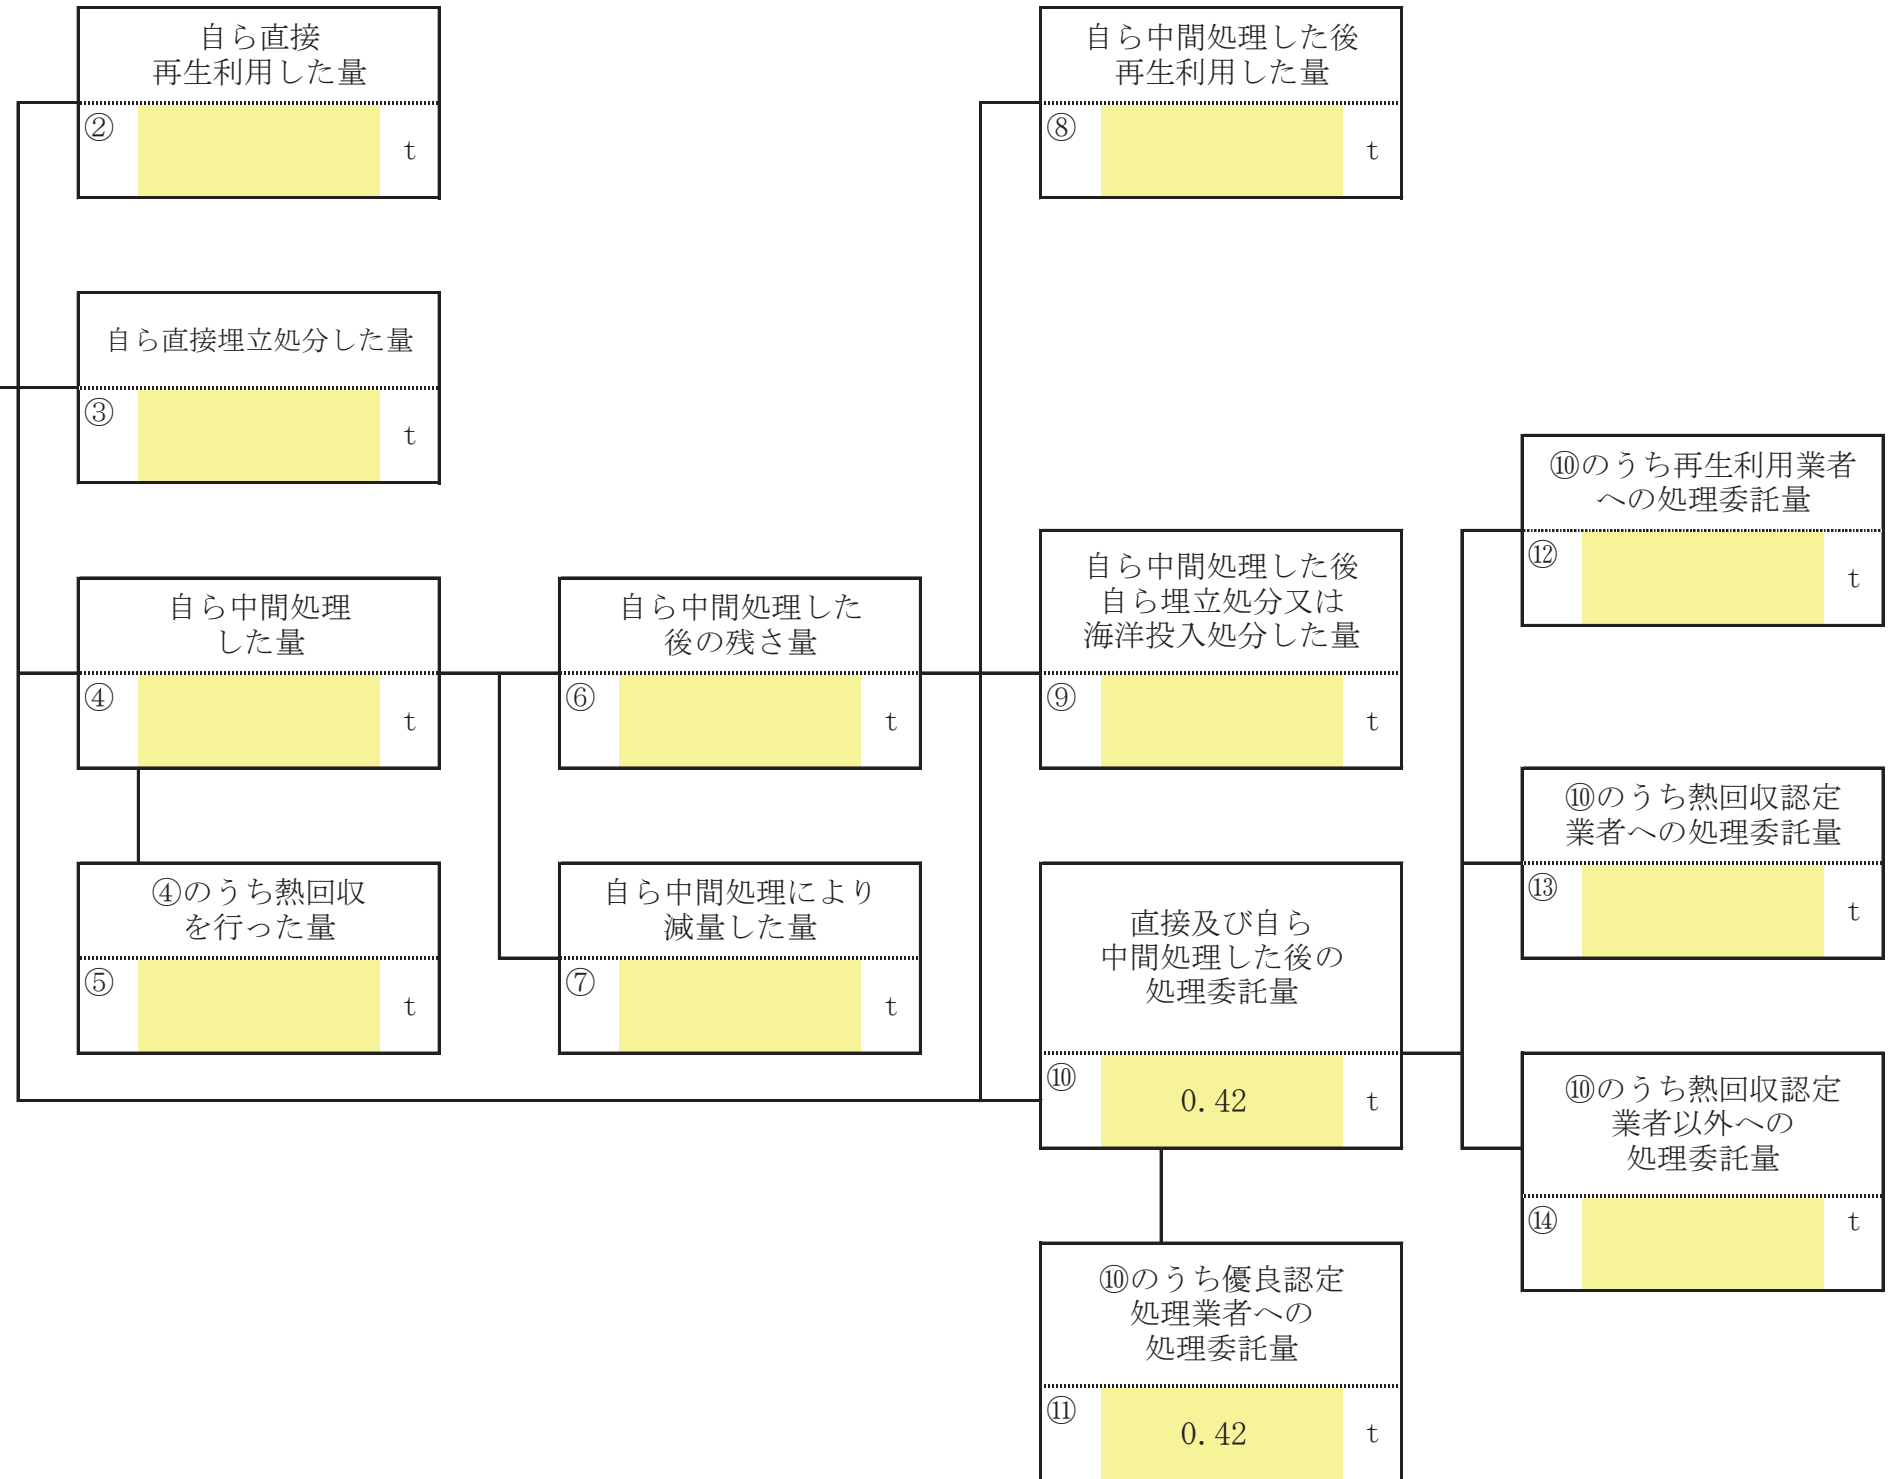 自ら直接
再生利用した量
②
t
自ら直接埋立処分した量
③
t
自ら中間処理
した量
④
t
④のうち熱回収
を行った量
⑤
t
自ら中間処理した
後の残さ量
⑥
t
自ら中間処理により
減量した量
⑦
t
自ら中間処理した後
再生利用した量
⑧
t
自ら中間処理した後
自ら埋立処分又は
海洋投入処分した量
⑨
t
直接及び自ら
中間処理した後の
処理委託量
⑩
0.42
t
⑩のうち優良認定
処理業者への
処理委託量
⑪
0.42
t
⑩のうち再生利用業者
への処理委託量
⑫
t
⑩のうち熱回収認定
業者への処理委託量
⑬
t
⑩のうち熱回収認定
業者以外への
処理委託量
⑭
t